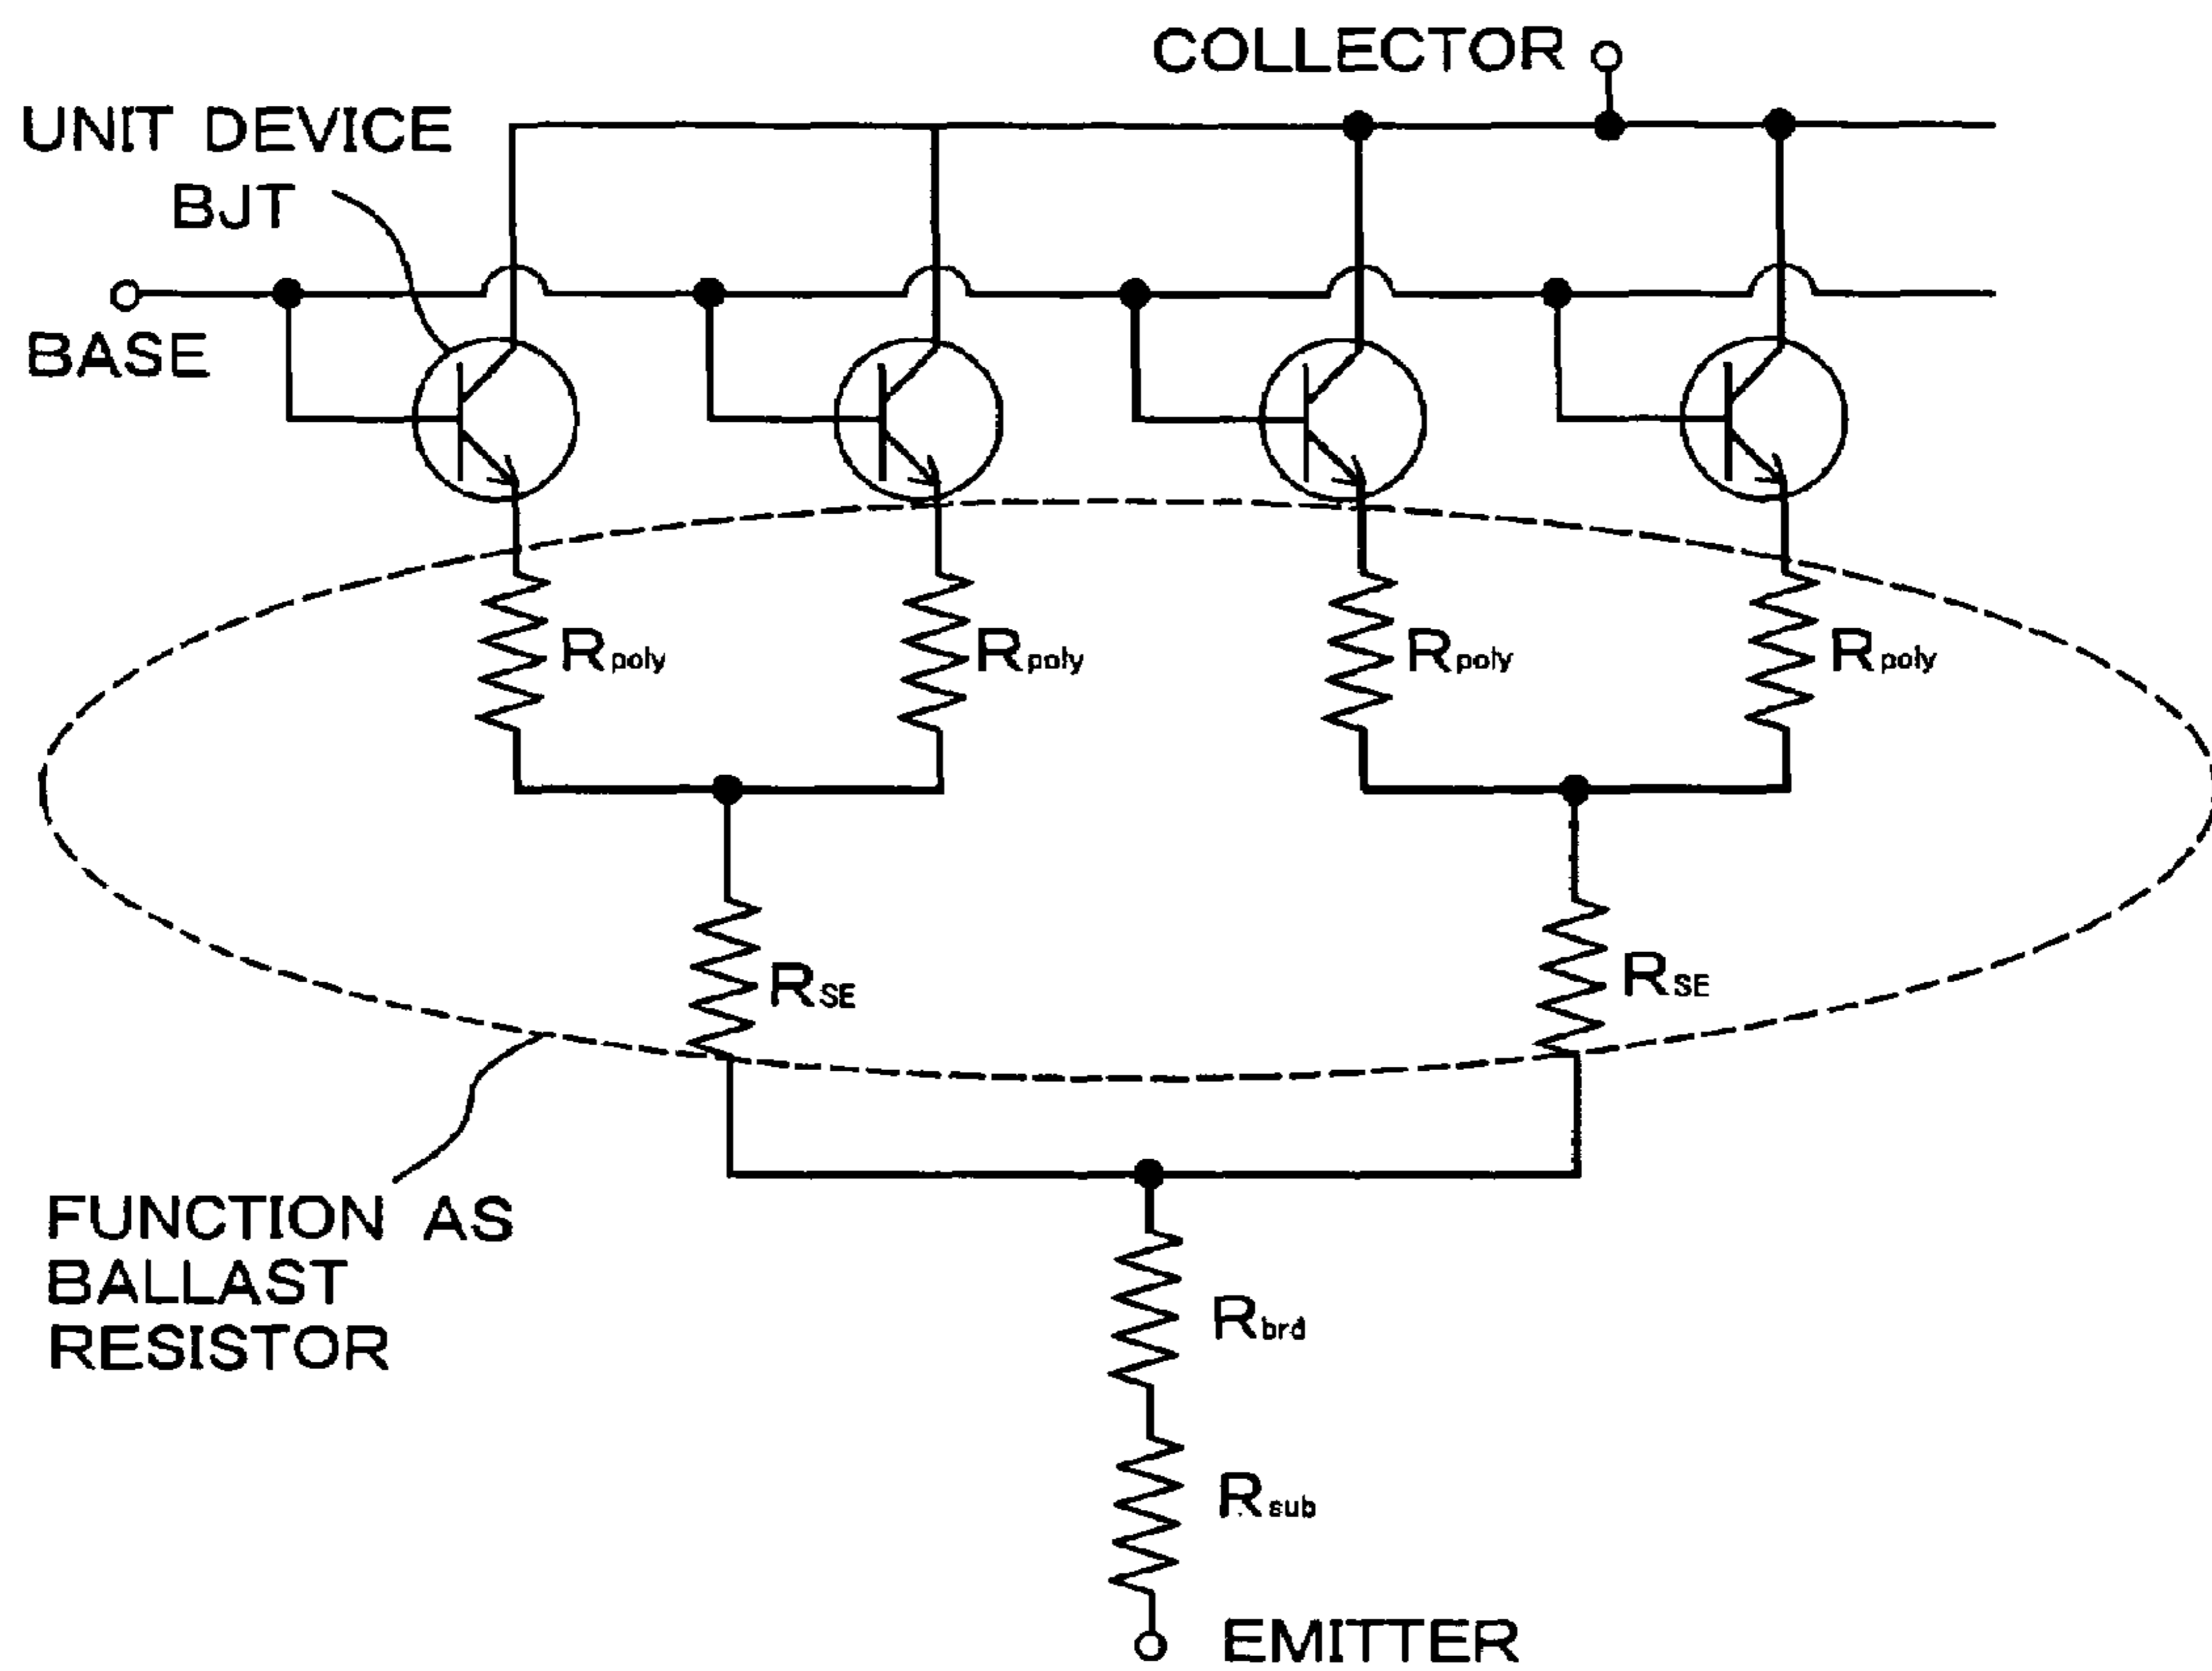 COLLECTOR
UNIT DEVICE
BJT
BASE
Rpoly
Rpoly
Rpoly
Rpoly
RSE
RSE
FUNCTION AS
BALLAST
RESISTOR
Rbrd
Rsub
EMITTER